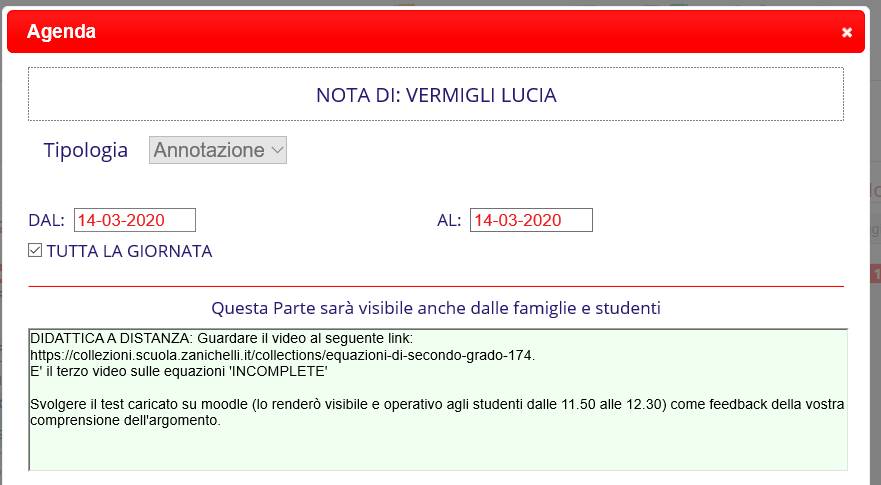 Agenda
NOTA DI: VERMIGLI LUCIA
Tipologia Annotazione
DAL: 14-03-2020 AL: 14-03-2020
TUTTA LA GIORNATA
Questa Parte sarà visibile anche dalle famiglie e studenti
DIDATTICA A DISTANZA: Guardare il video al seguente link:
https://collezioni.scuola.zanichelli.it/collections/equazioni-di-secondo-grado-174.
E' il terzo video sulle equazioni 'INCOMPLETE'
Svolgere il test caricato su moodle (lo renderò visibile e operativo agli studenti dalle 11.50 alle 12.30) come feedback della vostra
comprensione dell'argomento.